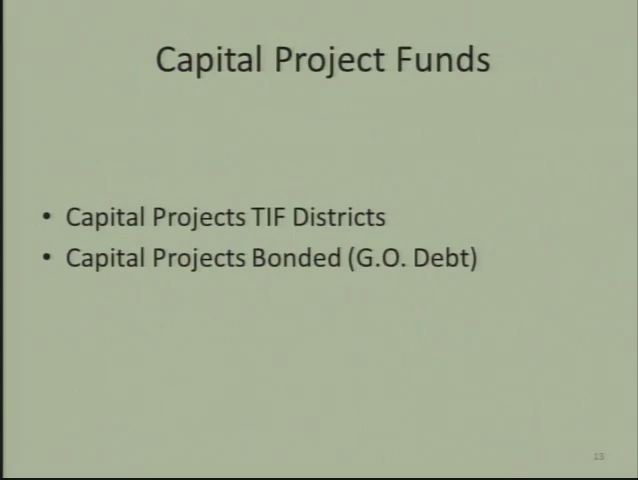 Capital Project Funds
• Capital Projects TIF Districts
• Capital Projects Bonded (G.O. Debt)
13